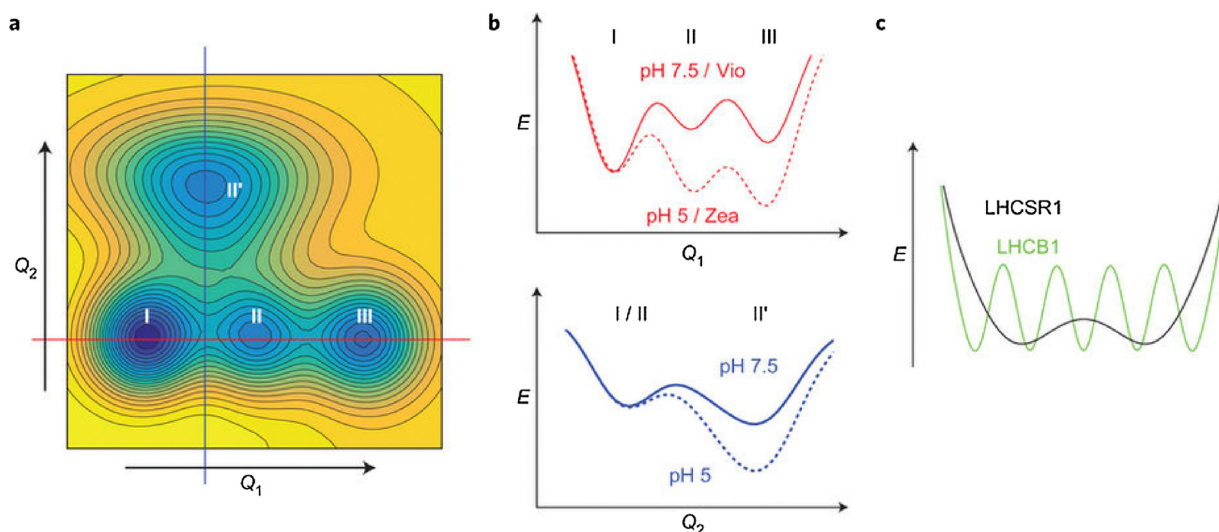 a
II'
Q2
I II III
Q1
b
I II III
pH 7.5 / Vio
E
pH 5 / Zea
Q1
I / II II'
pH 7.5
E
pH 5
Q2
c
LHCSR1
LHCB1
E